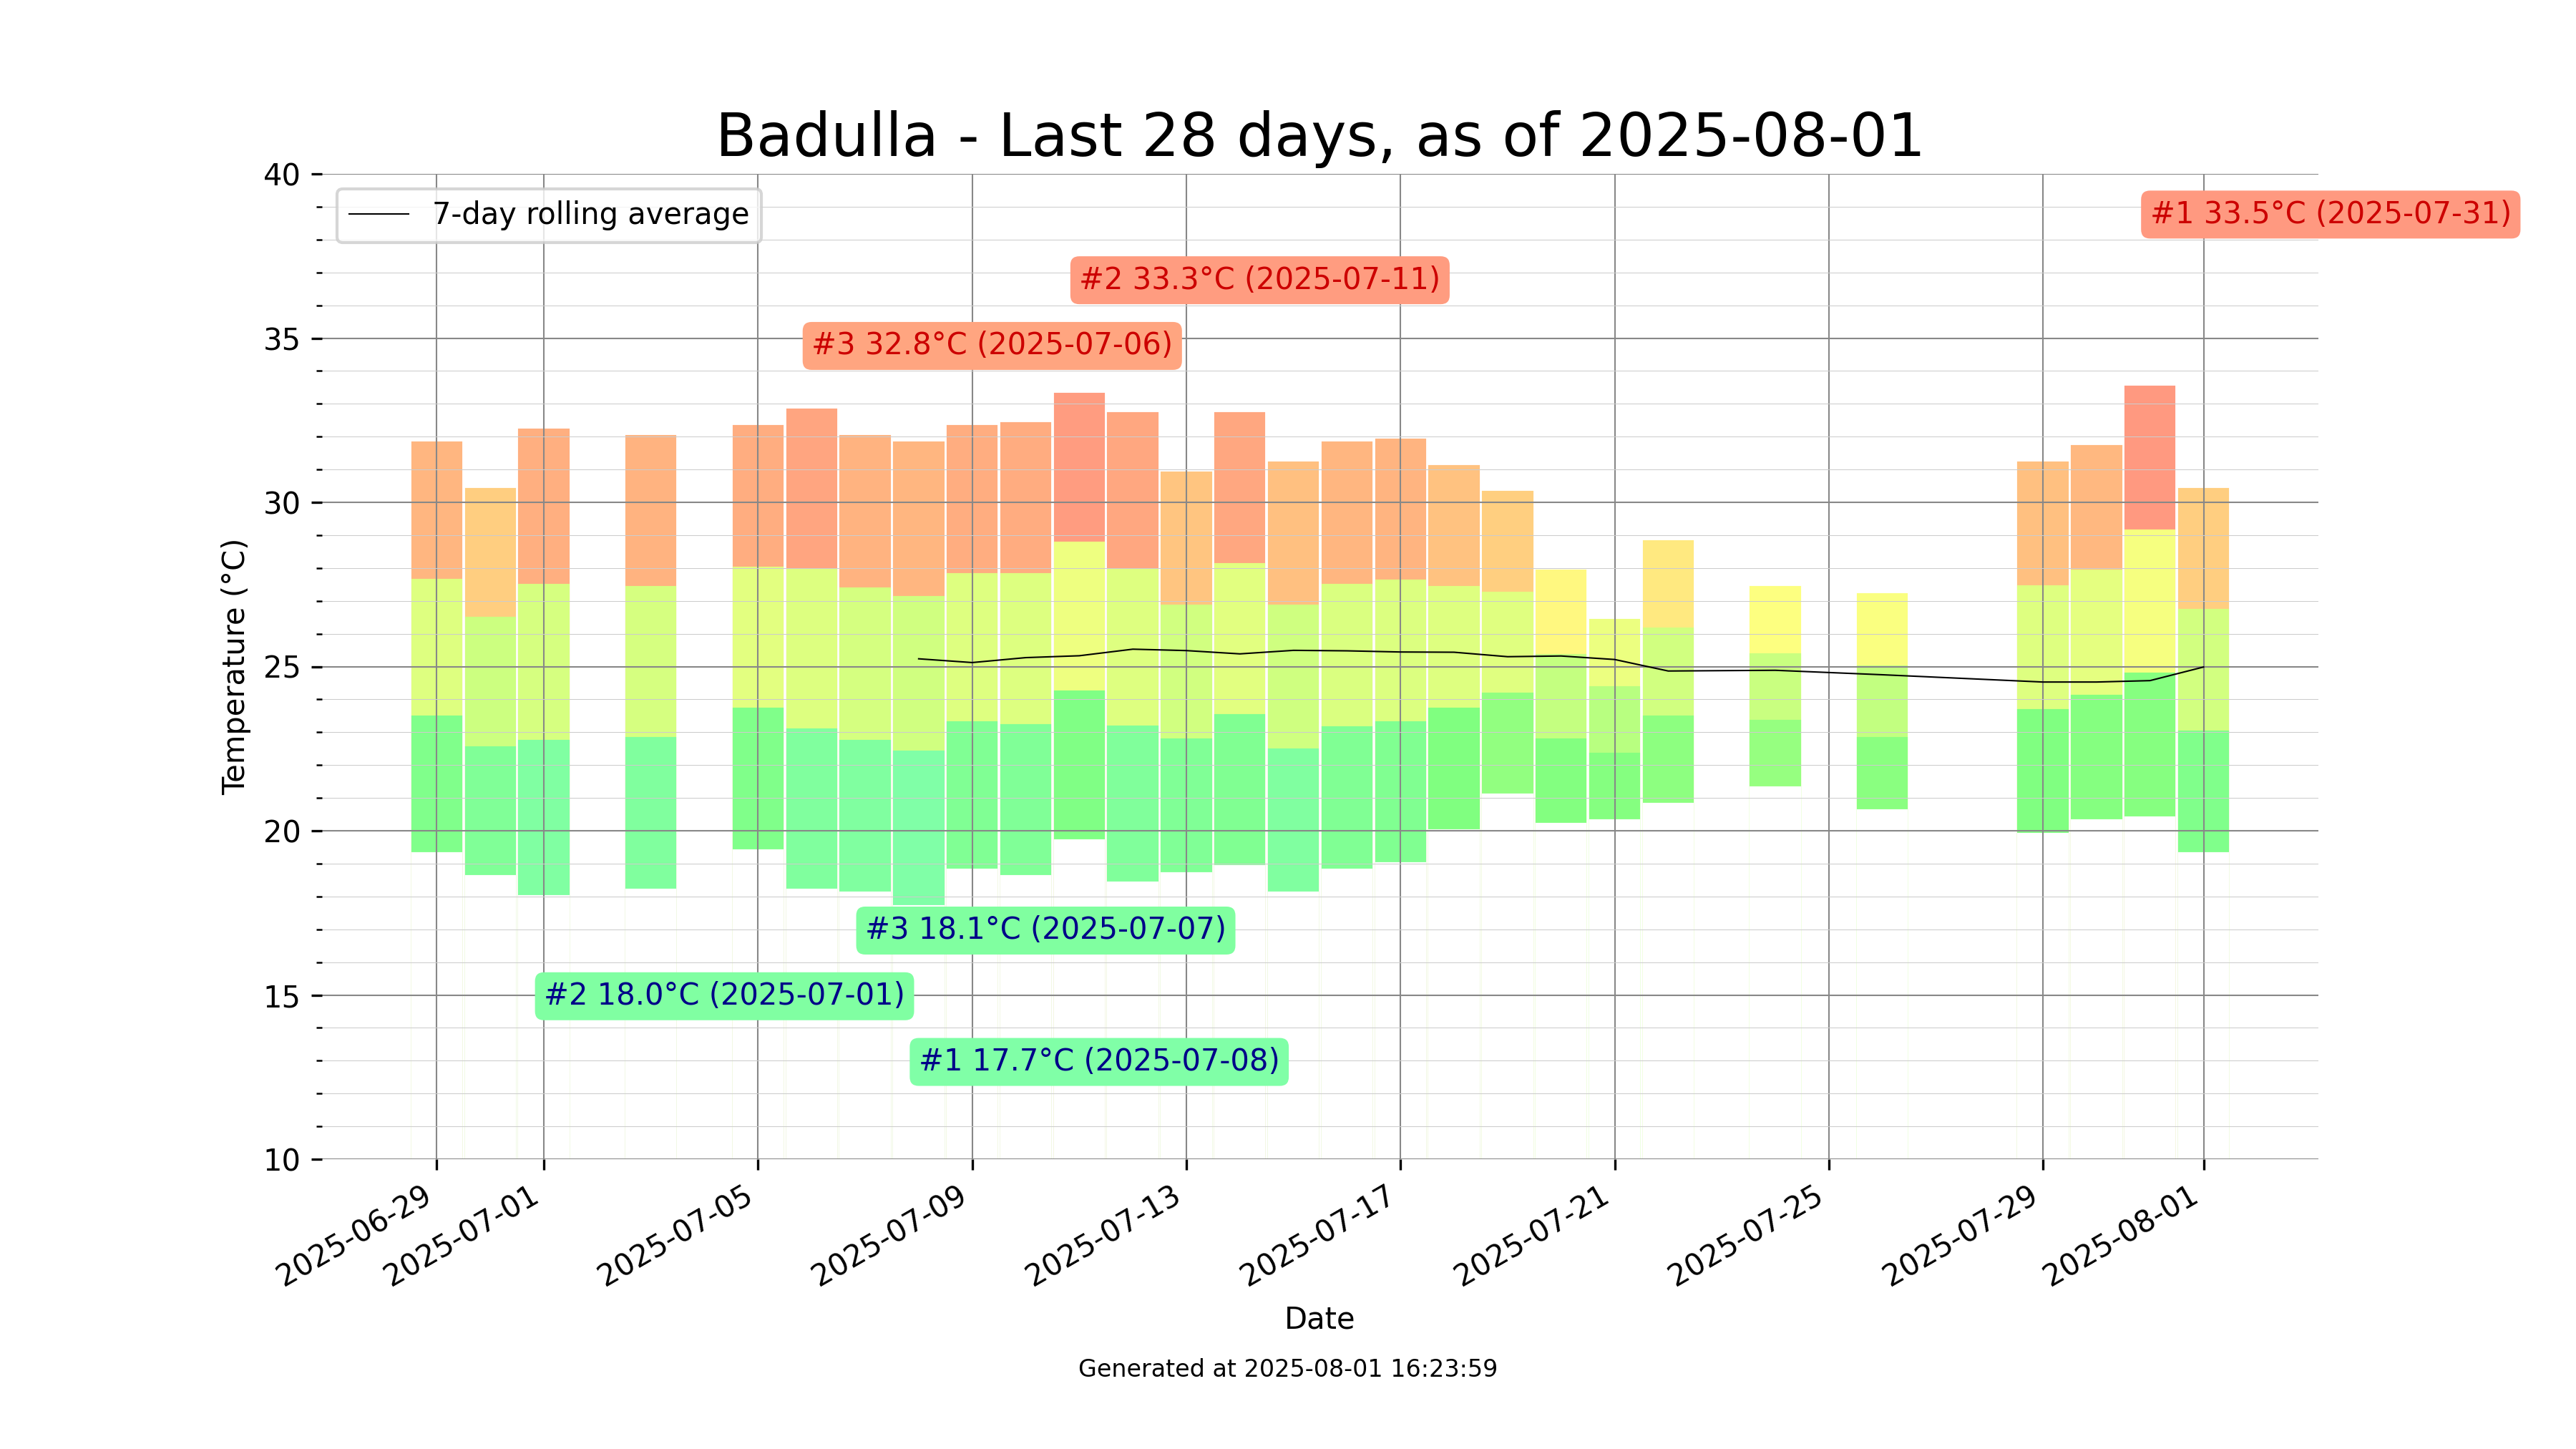 Badulla - Last 28 days, as of 2025-08-01
7-day rolling average
#1 33.5°C (2025-07-31)
#2 33.3°C (2025-07-11)
#3 32.8°C (2025-07-06)
#3 18.1°C (2025-07-07)
#2 18.0°C (2025-07-01)
#1 17.7°C (2025-07-08)
Temperature (°C)
40
35
30
25
20
15
10
2025-06-29
2025-07-01
2025-07-05
2025-07-09
2025-07-13
2025-07-17
2025-07-21
2025-07-25
2025-07-29
2025-08-01
Date
Generated at 2025-08-01 16:23:59